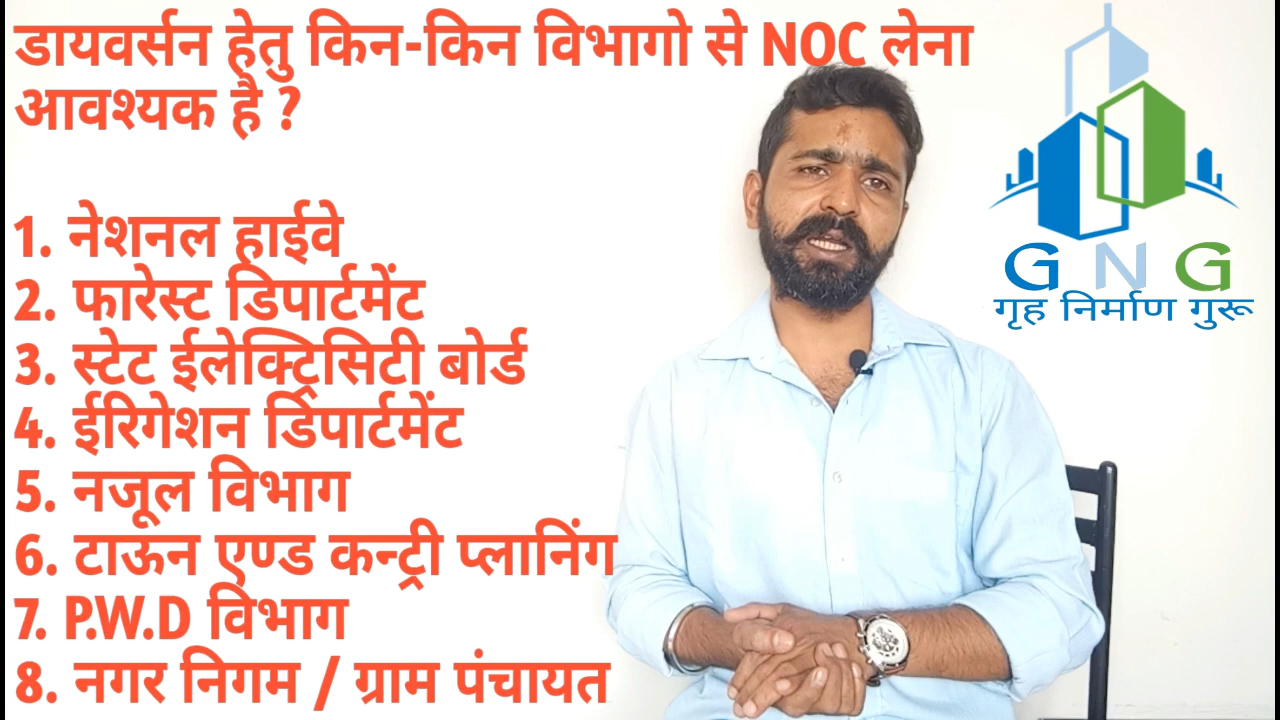 डायवर्सन हेतु किन-किन विभागो से NOC लेना
आवश्यक है ?
1. नेशनल हाईवे
2. फारेस्ट डिपार्टमेंट
3. स्टेट ईलेक्ट्रिसिटी बोर्ड
4. ईरिगेशन डिपार्टमेंट
5. नजूल विभाग
6. टाऊन एण्ड कन्ट्री प्लानिंग
7. P.W.D विभाग
8. नगर निगम / ग्राम पंचायत
G N G
गृह निर्माण गुरू